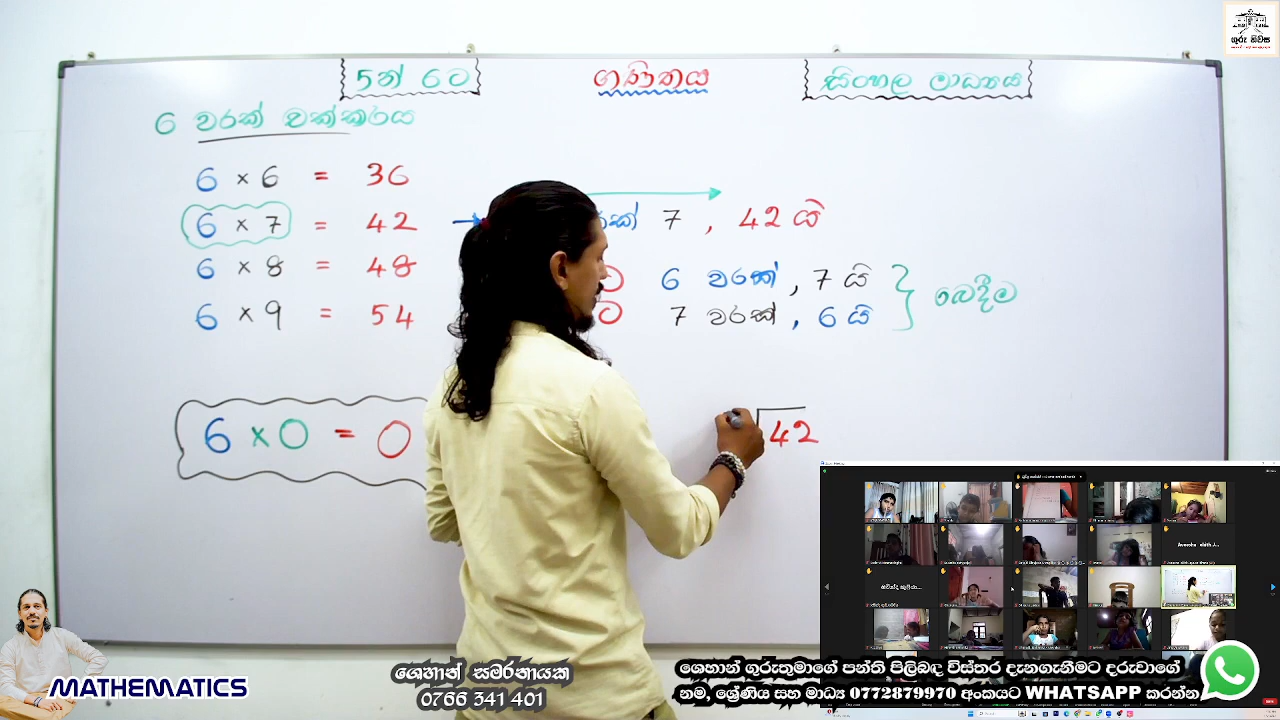 ගුරු නිවස
5න් 6ට
ගණිතය
සිංහල මාධ්‍යය
6 වරක් චක්කරය
6 × 6 = 36
6 × 7 = 42
7 , 42 යි
6 × 8 = 48
6 වරක් , 7 යි
බෙදීම
6 × 9 = 54
7 වරක් , 6 යි
6 × 0 = 0
42
MATHEMATICS
ශෙහාන් සමරනායක
0766 341 401
ශෙහාන් ගුරුතුමාගේ පන්ති පිලිබඳ විස්තර දැනගැනීමට දරුවාගේ
නම, ශ්‍රේණිය සහ මාධ්‍ය 0772879970 අංකයට WHATSAPP කරන්න